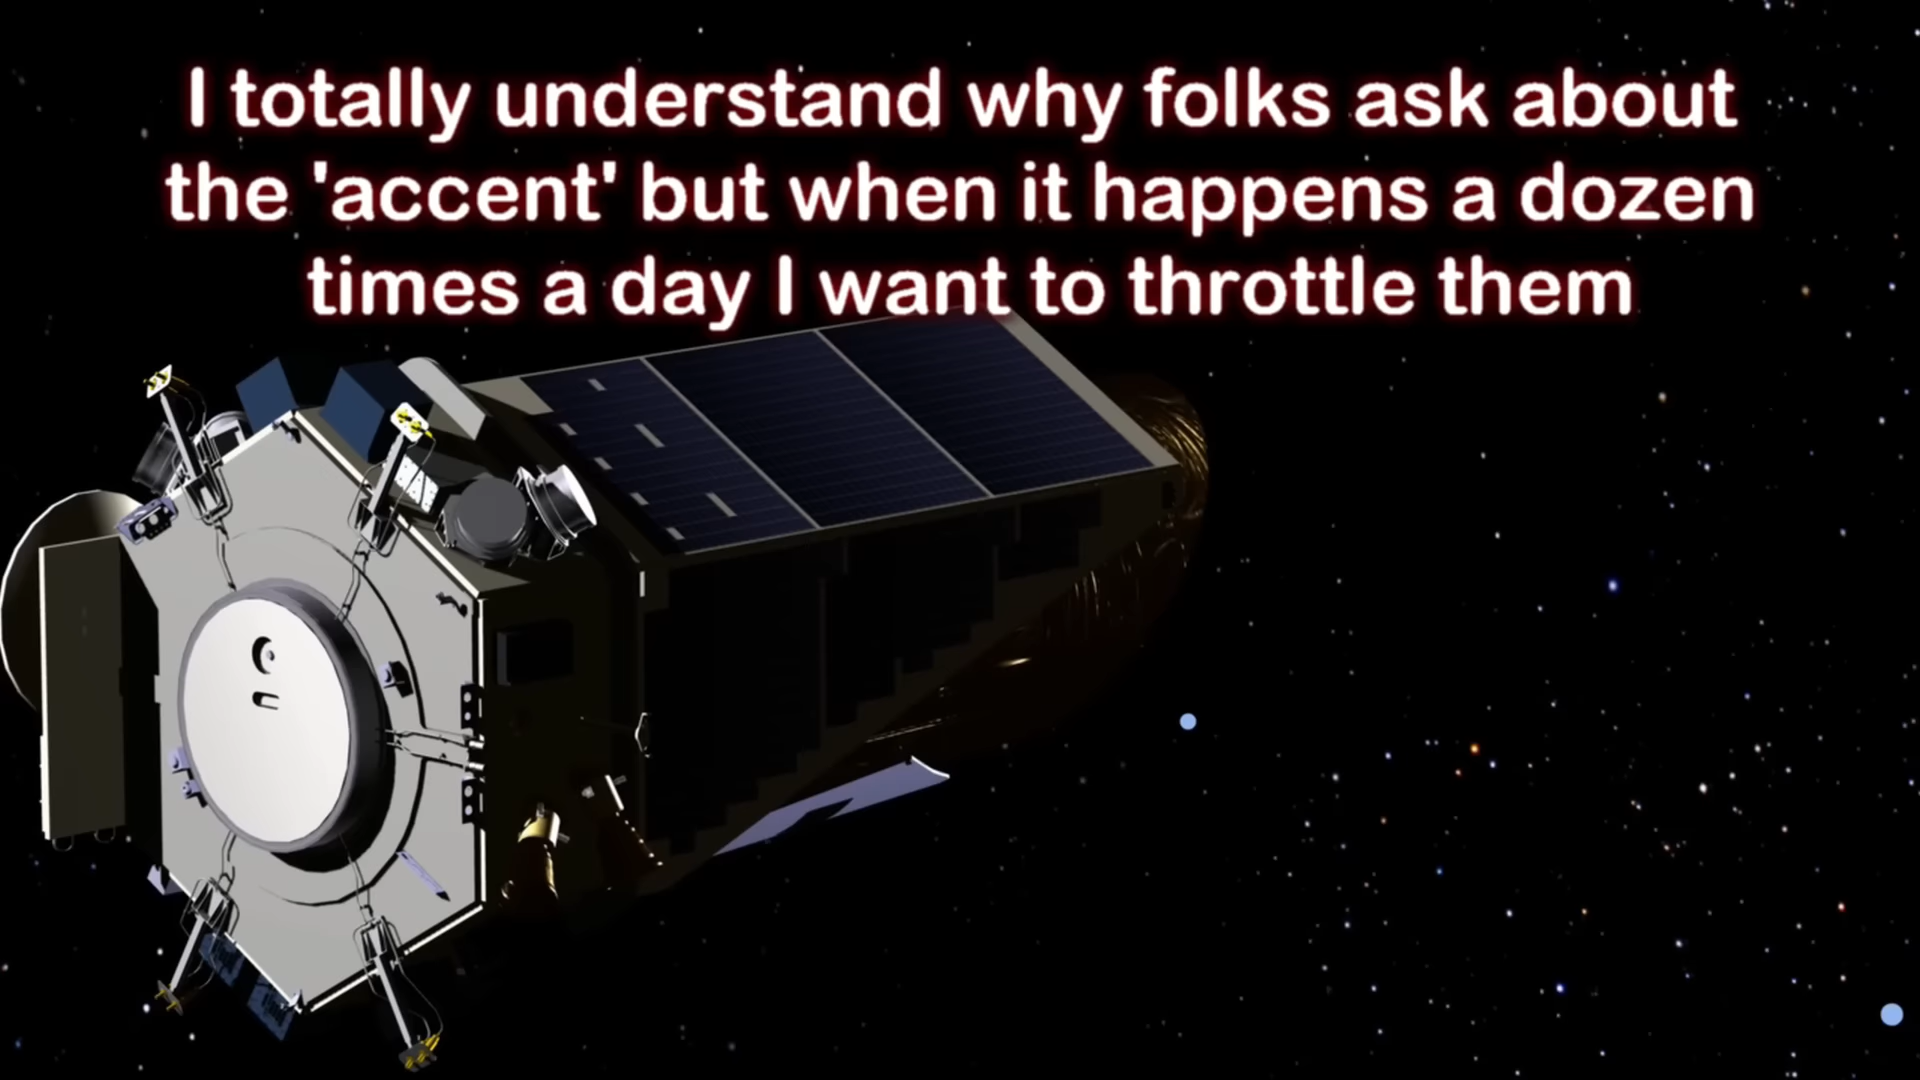 I totally understand why folks ask about
the 'accent' but when it happens a dozen
times a day I want to throttle them